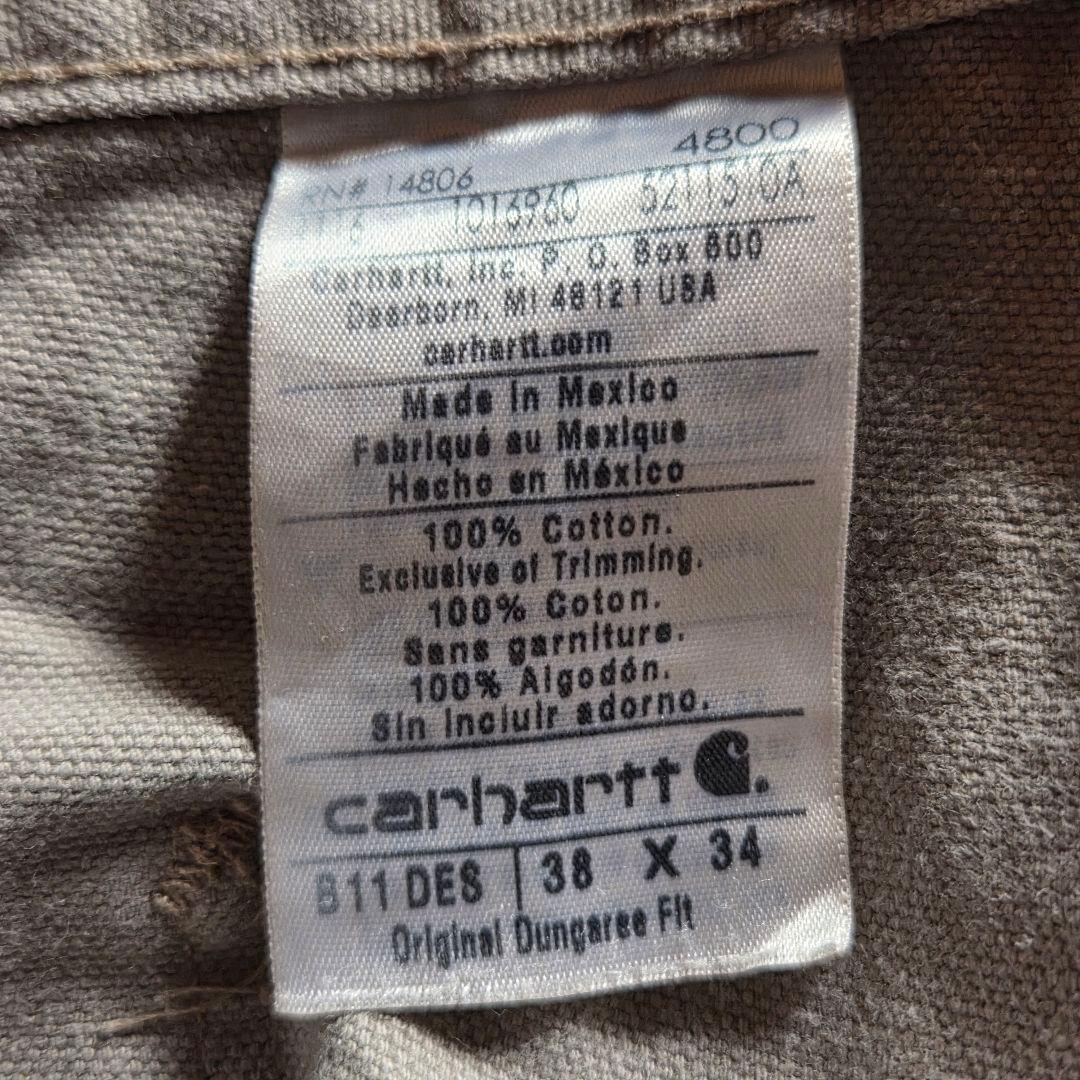 4800
RN# 14806
1016960
Carhartt, Inc. P. O. Box 600
Dearborn, MI 48121 USA
carhartt.com
Made in Mexico
Fabriqué au Mexique
Hecho en México
100% Cotton.
Exclusive of Trimming.
100% Coton.
Sans garniture.
100% Algodón.
Sin Incluir adorno.
carhartt
B11 DES 38 X 34
Original Dungaree Fit